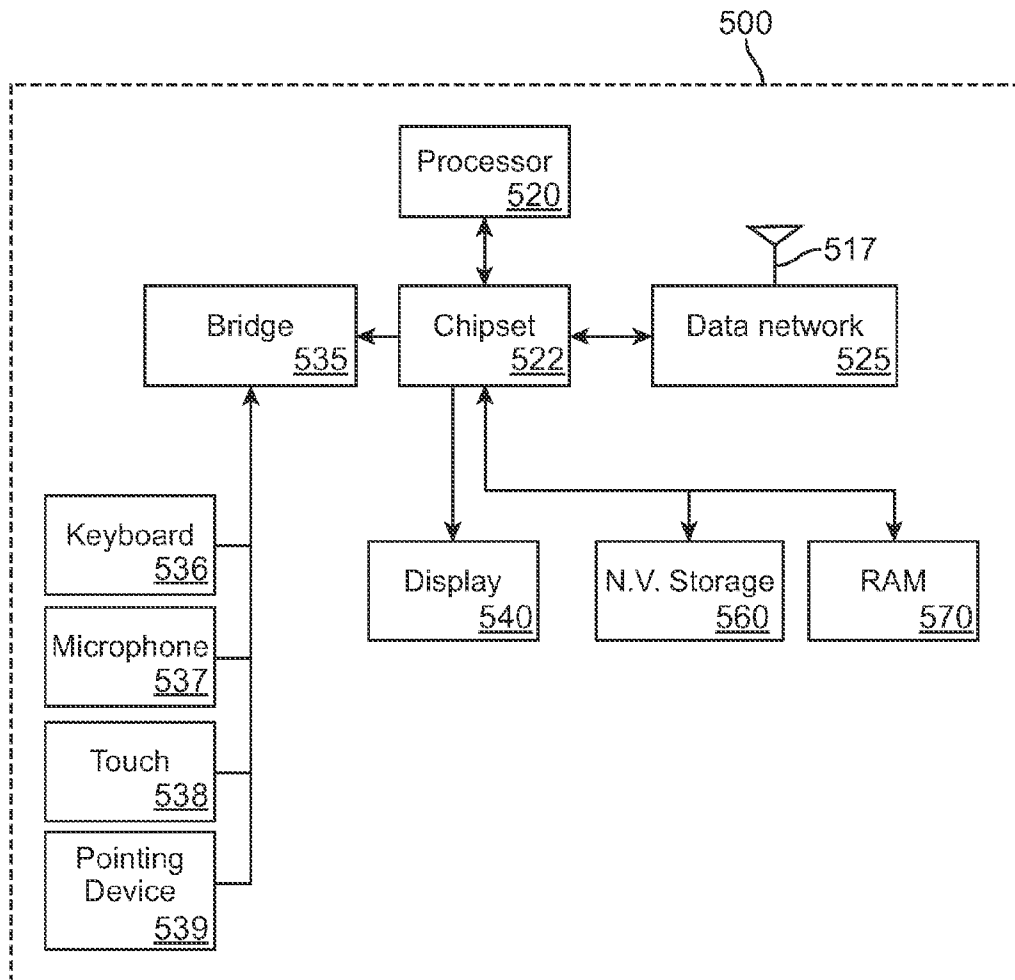 500
Processor
520
517
Bridge
535
Chipset
522
Data network
525
Keyboard
536
Microphone
537
Touch
538
Pointing
Device
539
Display
540
N.V. Storage
560
RAM
570